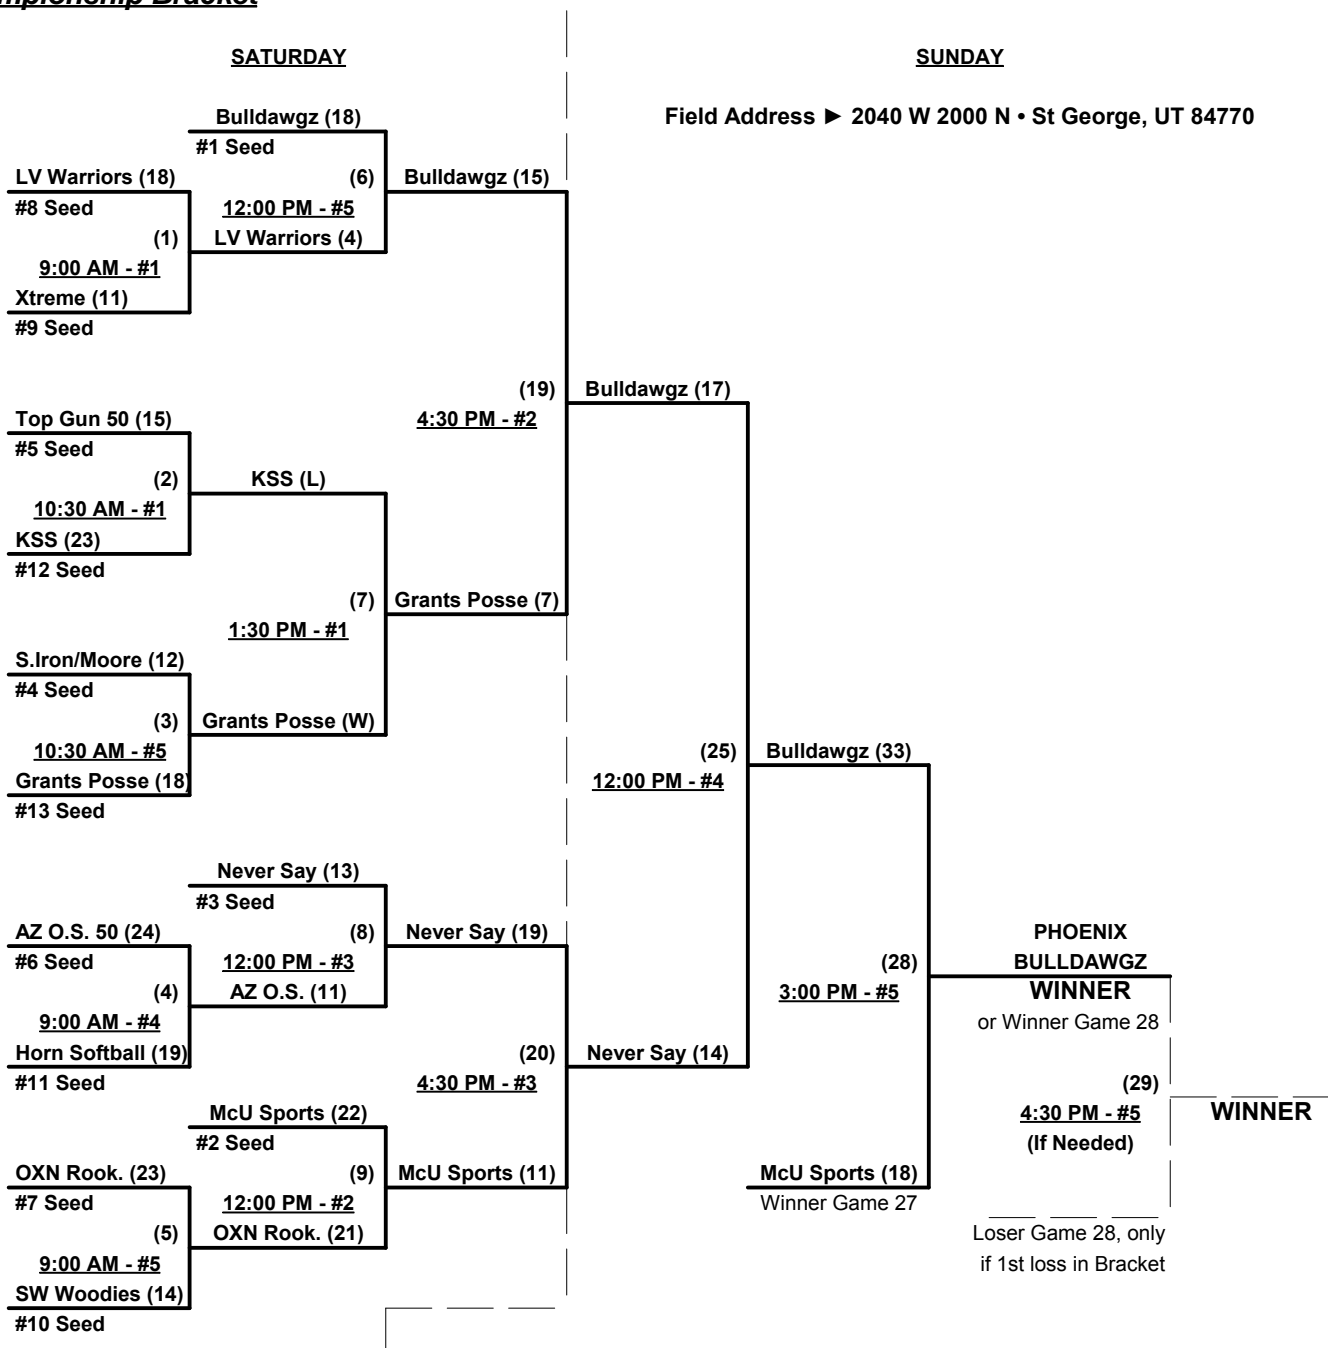 mpionship Bracket
SATURDAY
SUNDAY
Bulldawgz (18)
Field Address ► 2040 W 2000 N • St George, UT 84770
#1 Seed
LV Warriors (18)
(6)
Bulldawgz (15)
#8 Seed
12:00 PM - #5
(1)
LV Warriors (4)
9:00 AM - #1
Xtreme (11)
#9 Seed
(19)
Bulldawgz (17)
Top Gun 50 (15)
4:30 PM - #2
#5 Seed
(2)
KSS (L)
10:30 AM - #1
KSS (23)
#12 Seed
(7)
Grants Posse (7)
1:30 PM - #1
S.Iron/Moore (12)
#4 Seed
(3)
Grants Posse (W)
10:30 AM - #5
(25)
Bulldawgz (33)
Grants Posse (18)
12:00 PM - #4
#13 Seed
Never Say (13)
#3 Seed
AZ O.S. 50 (24)
(8)
Never Say (19)
PHOENIX
#6 Seed
12:00 PM - #3
(28)
BULLDAWGZ
(4)
AZ O.S. (11)
3:00 PM - #5
WINNER
9:00 AM - #4
or Winner Game 28
Horn Softball (19)
(20)
Never Say (14)
#11 Seed
4:30 PM - #3
(29)
McU Sports (22)
4:30 PM - #5
WINNER
#2 Seed
(If Needed)
OXN Rook. (23)
(9)
McU Sports (11)
McU Sports (18)
#7 Seed
12:00 PM - #2
Winner Game 27
(5)
OXN Rook. (21)
Loser Game 28, only
9:00 AM - #5
if 1st loss in Bracket
SW Woodies (14)
#10 Seed